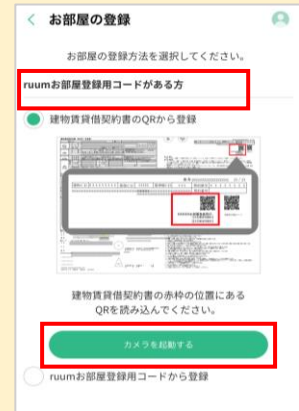 お部屋の登録
お部屋の登録方法を選択してください。
ruumお部屋登録用コードがある方
建物賃貸借契約書のQRから登録
建物賃貸借契約書の赤枠の位置にある
QRを読み込んでください。
カメラを起動する
ruumお部屋登録用コードから登録